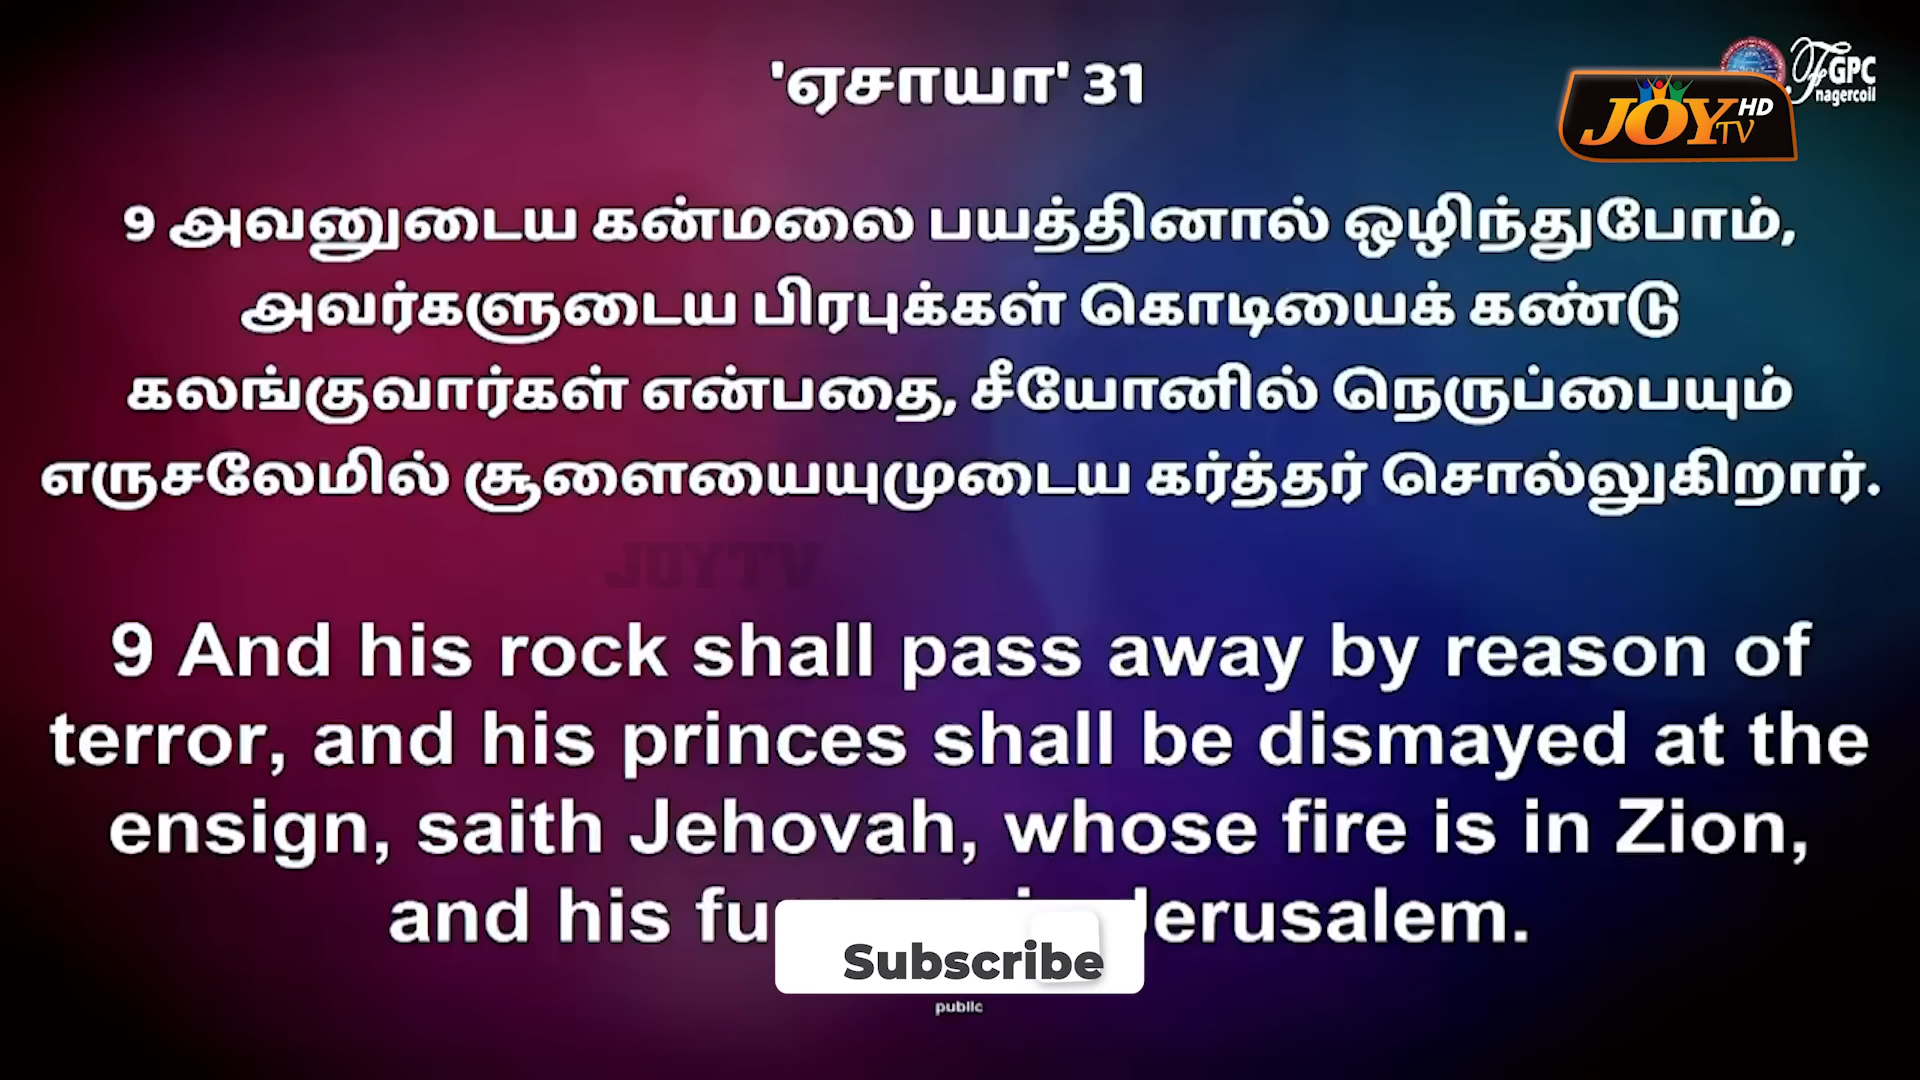 'ஏசாயா' 31
FGPC
nagercoil
JOY TV HD
9 அவனுடைய கன்மலை பயத்தினால் ஒழிந்துபோம்,
அவர்களுடைய பிரபுக்கள் கொடியைக் கண்டு
கலங்குவார்கள் என்பதை, சீயோனில் நெருப்பையும்
எருசலேமில் சூளையையுமுடைய கர்த்தர் சொல்லுகிறார்.
JOYTV
9 And his rock shall pass away by reason of
terror, and his princes shall be dismayed at the
ensign, saith Jehovah, whose fire is in Zion,
and his Jerusalem.
Subscribe
public